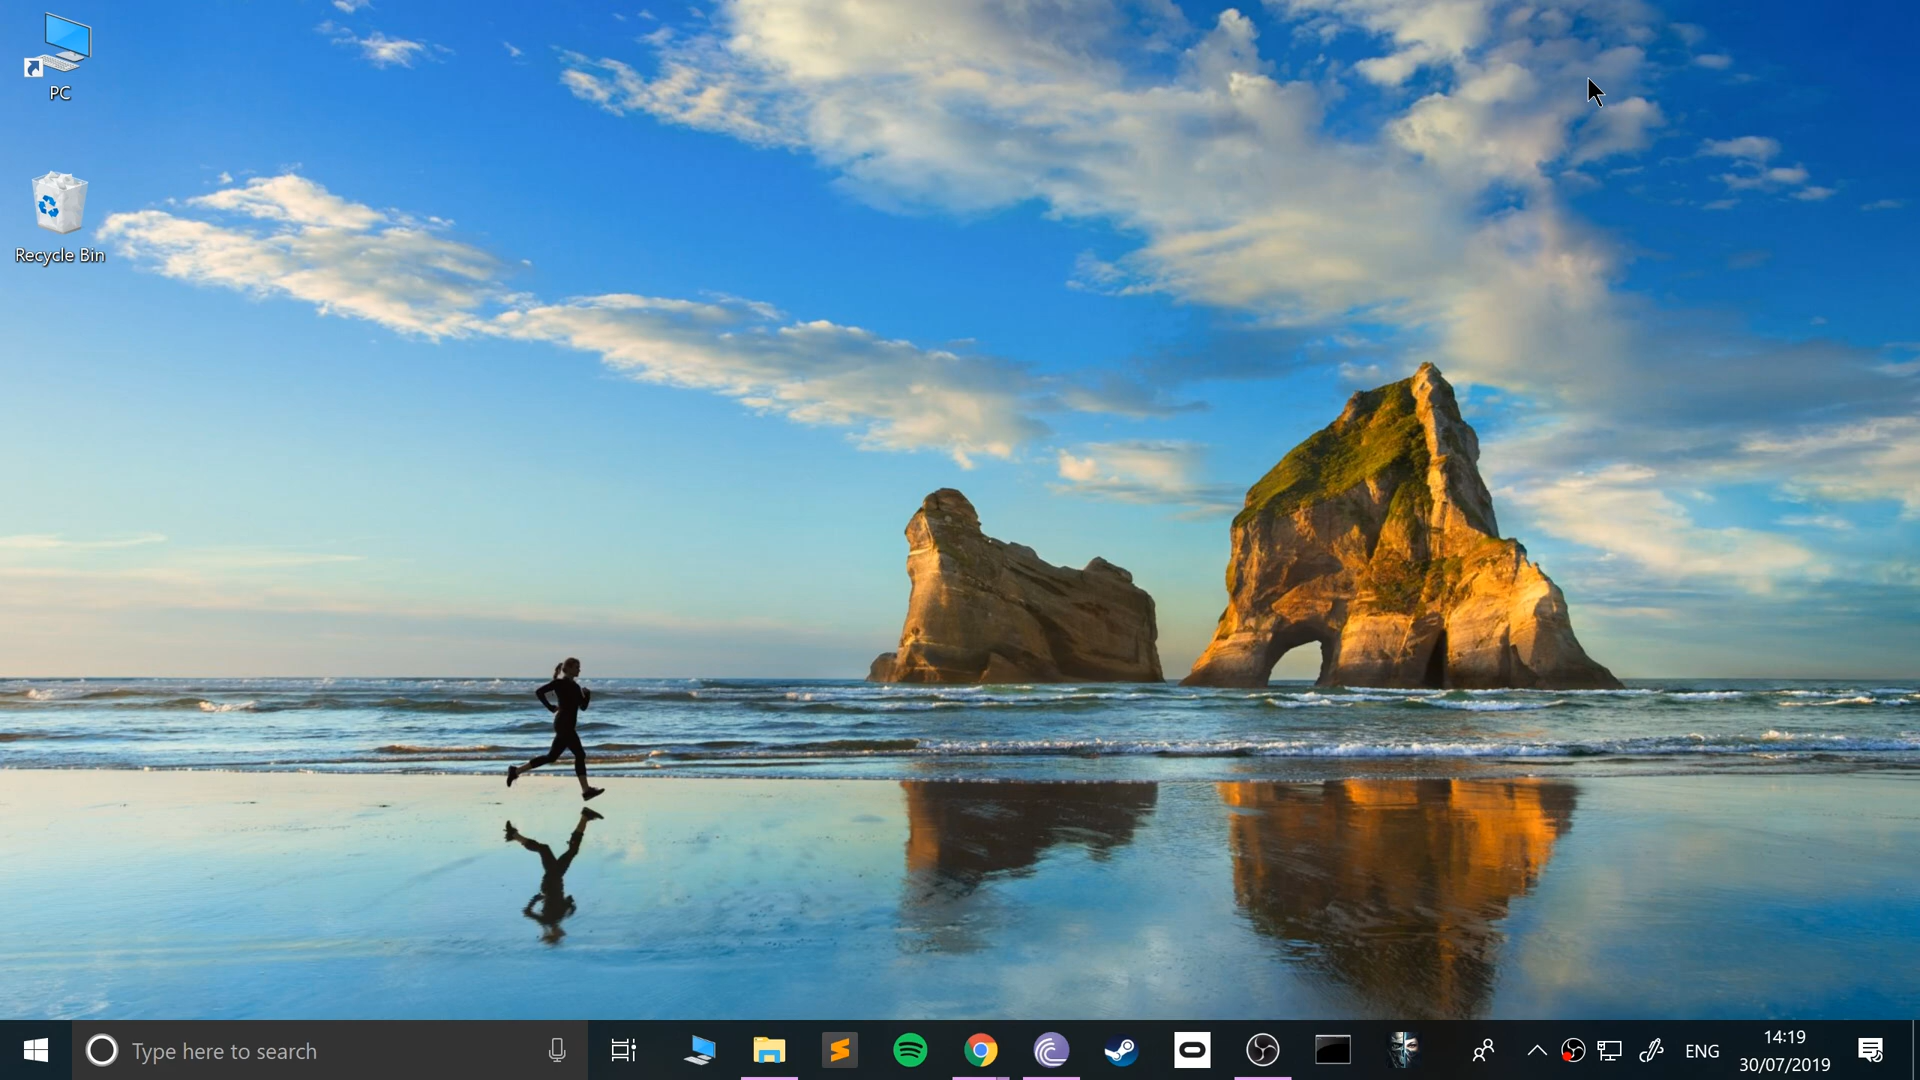 PC
Recycle Bin
Type here to search
ENG
14:19
30/07/2019